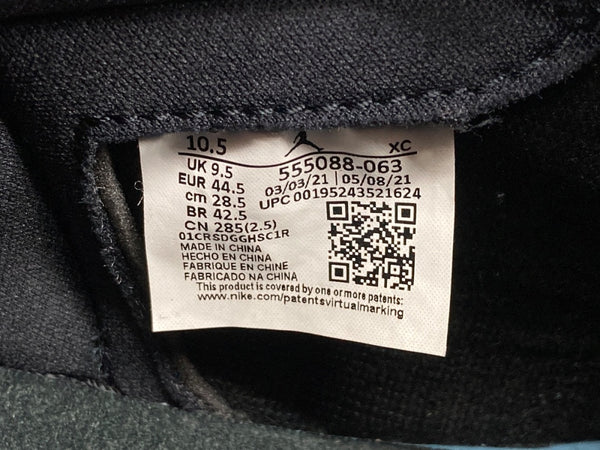 10.5 XC
UK 9.5
EUR 44.5
cm 28.5
BR 42.5
CN 285(2.5)
555088-063
03/03/21 | 05/08/21
UPC 00195243521624
01CRSDGGHSC1R
MADE IN CHINA
HECHO EN CHINA
FABRIQUE EN CHINE
FABRICADO NA CHINA
This product is covered by one or more patents:
www.nike.com/patentsvirtualmarking